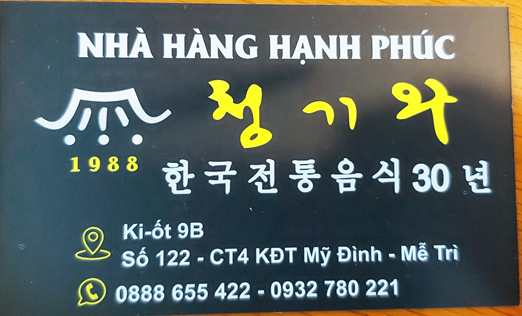 NHÀ HÀNG HẠNH PHÚC
청기와
1988
한국전통음식 30년
Ki-ốt 9B
Số 122 - CT4 KĐT Mỹ Đình - Mễ Trì
0888 655 422 - 0932 780 221